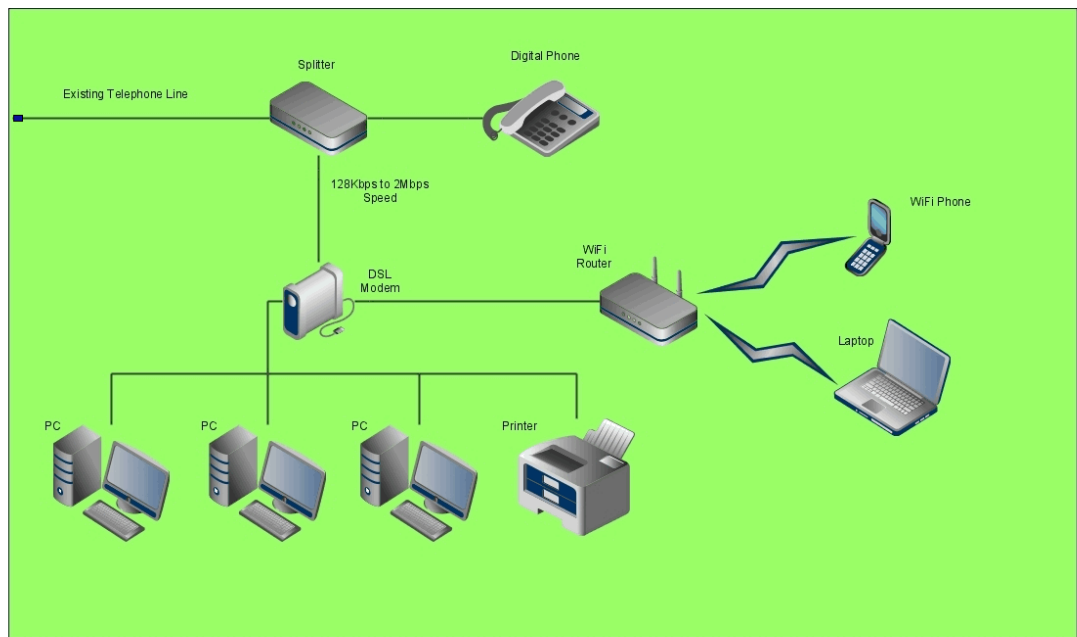 Digital Phone
Splitter
Existing Telephone Line
128Kbps to 2Mbps
Speed
WiFi Phone
WiFi
Router
DSL
Modem
Laptop
PC
PC
PC
Printer